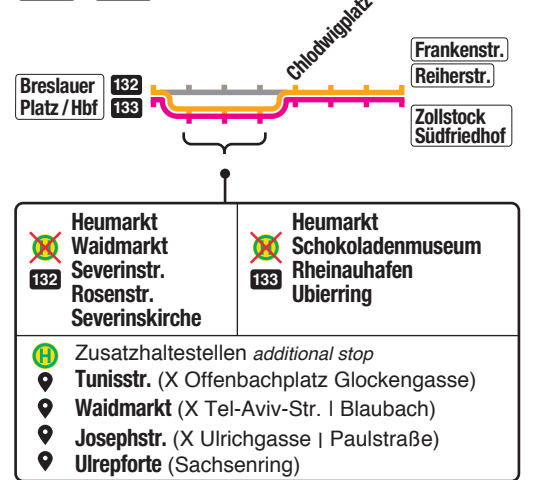 Chlodwigplatz
Breslauer
Platz / Hbf
132
133
Frankenstr.
Reiherstr.
Zollstock
Südfriedhof
Heumarkt
Waidmarkt
Severinstr.
Rosenstr.
Severinskirche
H
132
Heumarkt
Schokoladenmuseum
Rheinauhafen
Ubierring
H
133
H Zusatzhaltestellen additional stop
Tunisstr. (X Offenbachplatz Glockengasse)
Waidmarkt (X Tel-Aviv-Str. | Blaubach)
Josephstr. (X Ulrichgasse | Paulstraße)
Ulrepforte (Sachsenring)